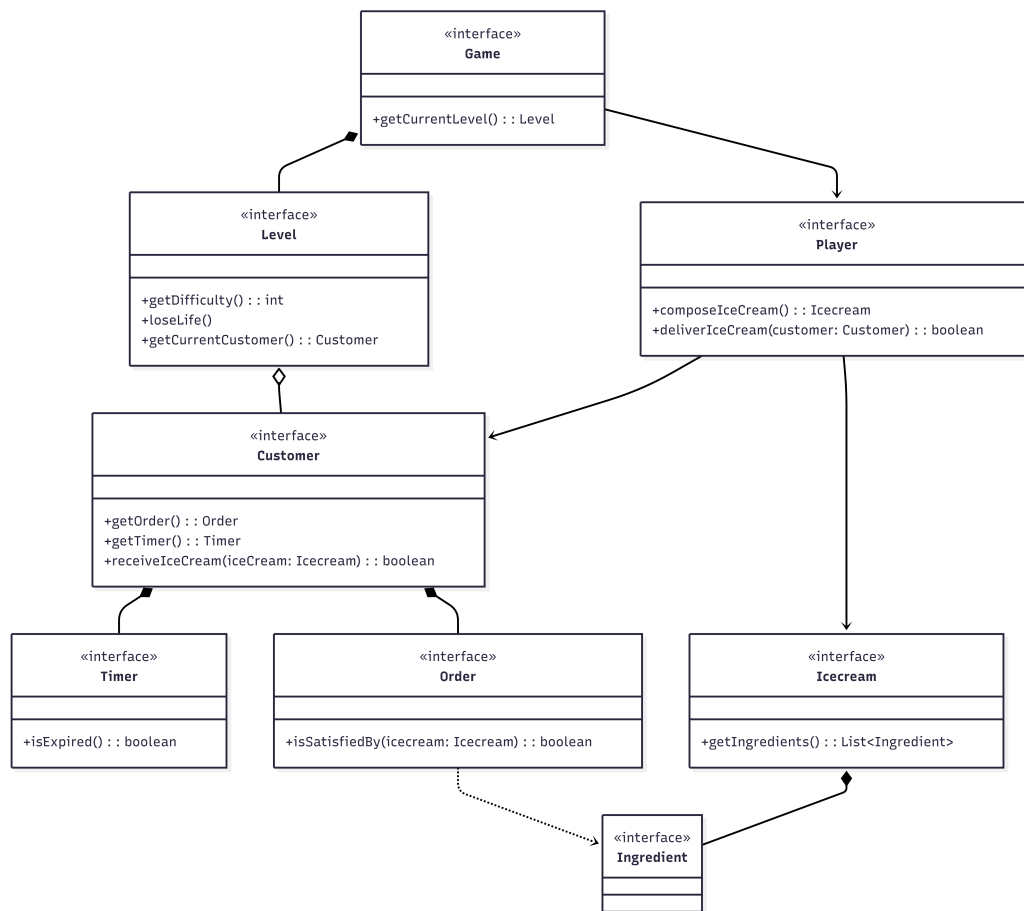 «interface»
Game
+getCurrentLevel() : : Level
«interface»
Level
+getDifficulty() : : int
+loseLife()
+getCurrentCustomer() : : Customer
«interface»
Player
+composeIceCream() : : Icecream
+deliverIceCream(customer: Customer) : : boolean
«interface»
Customer
+getOrder() : : Order
+getTimer() : : Timer
+receiveIceCream(iceCream: Icecream) : : boolean
«interface»
Timer
+isExpired() : : boolean
«interface»
Order
+isSatisfiedBy(icecream: Icecream) : : boolean
«interface»
Icecream
+getIngredients() : : List<Ingredient>
«interface»
Ingredient